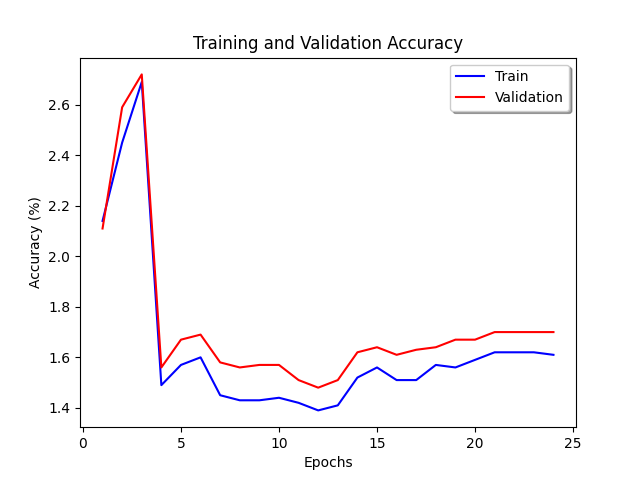 Training and Validation Accuracy
Train
Validation
Accuracy (%)
2.6
2.4
2.2
2.0
1.8
1.6
1.4
0 5 10 15 20 25
Epochs